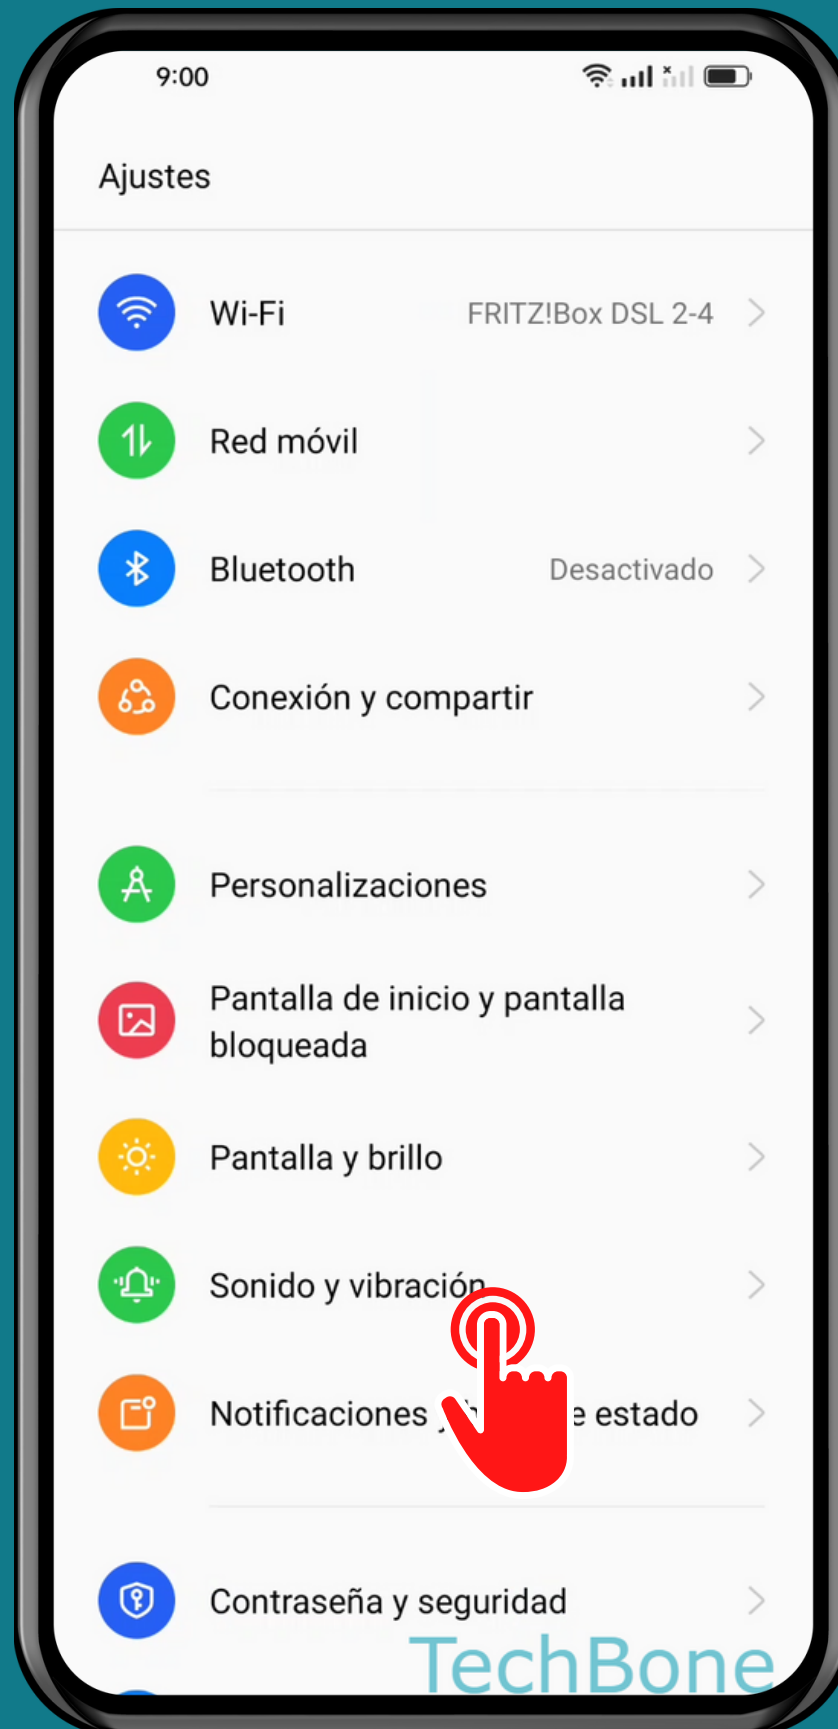 9:00
Ajustes
Wi-Fi FRITZ!Box DSL 2-4
Red móvil
Bluetooth Desactivado
Conexión y compartir
Personalizaciones
Pantalla de inicio y pantalla
bloqueada
Pantalla y brillo
Sonido y vibración
Notificaciones y estado
Contraseña y seguridad
TechBone